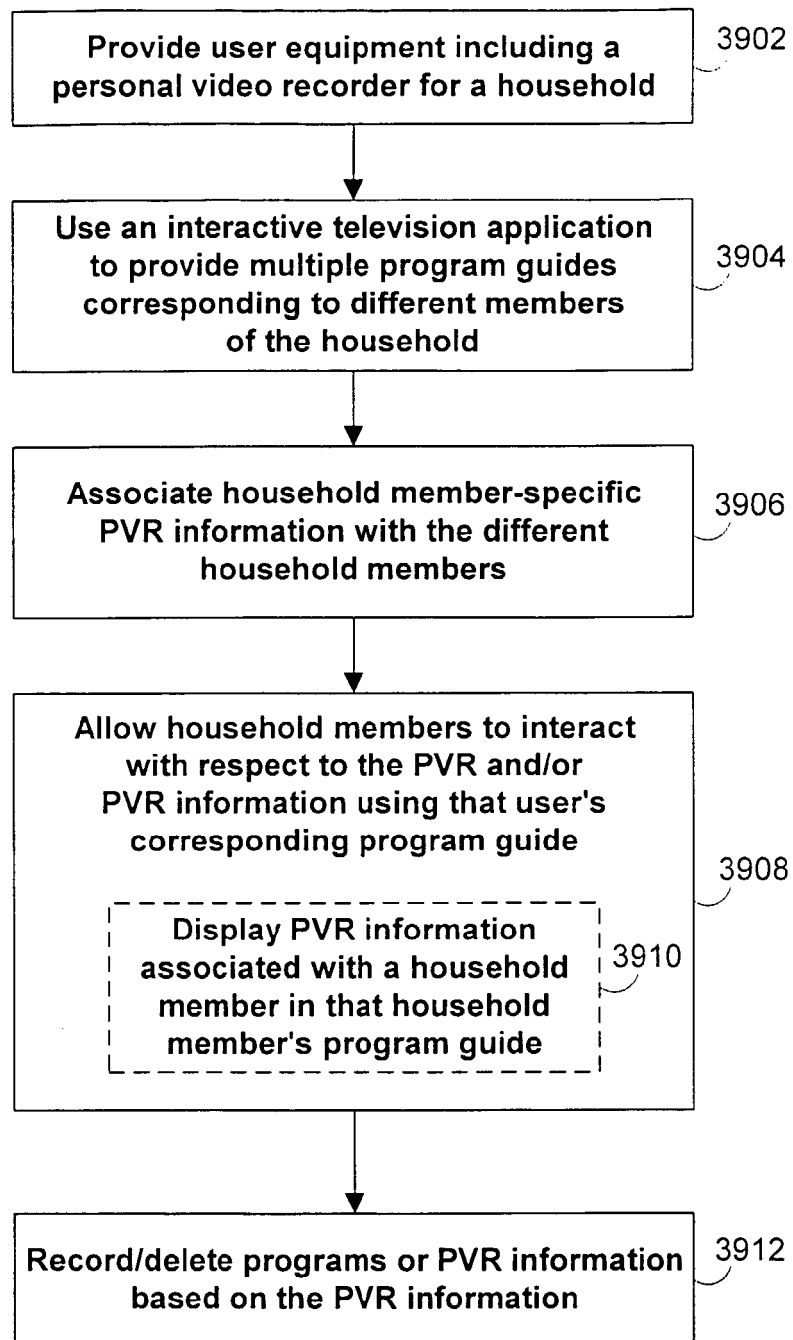 Provide user equipment including a
personal video recorder for a household
3902
Use an interactive television application
to provide multiple program guides
corresponding to different members
of the household
3904
Associate household member-specific
PVR information with the different
household members
3906
Allow household members to interact
with respect to the PVR and/or
PVR information using that user's
corresponding program guide
3908
Display PVR information
associated with a household
member in that household
member's program guide
3910
Record/delete programs or PVR information
based on the PVR information
3912